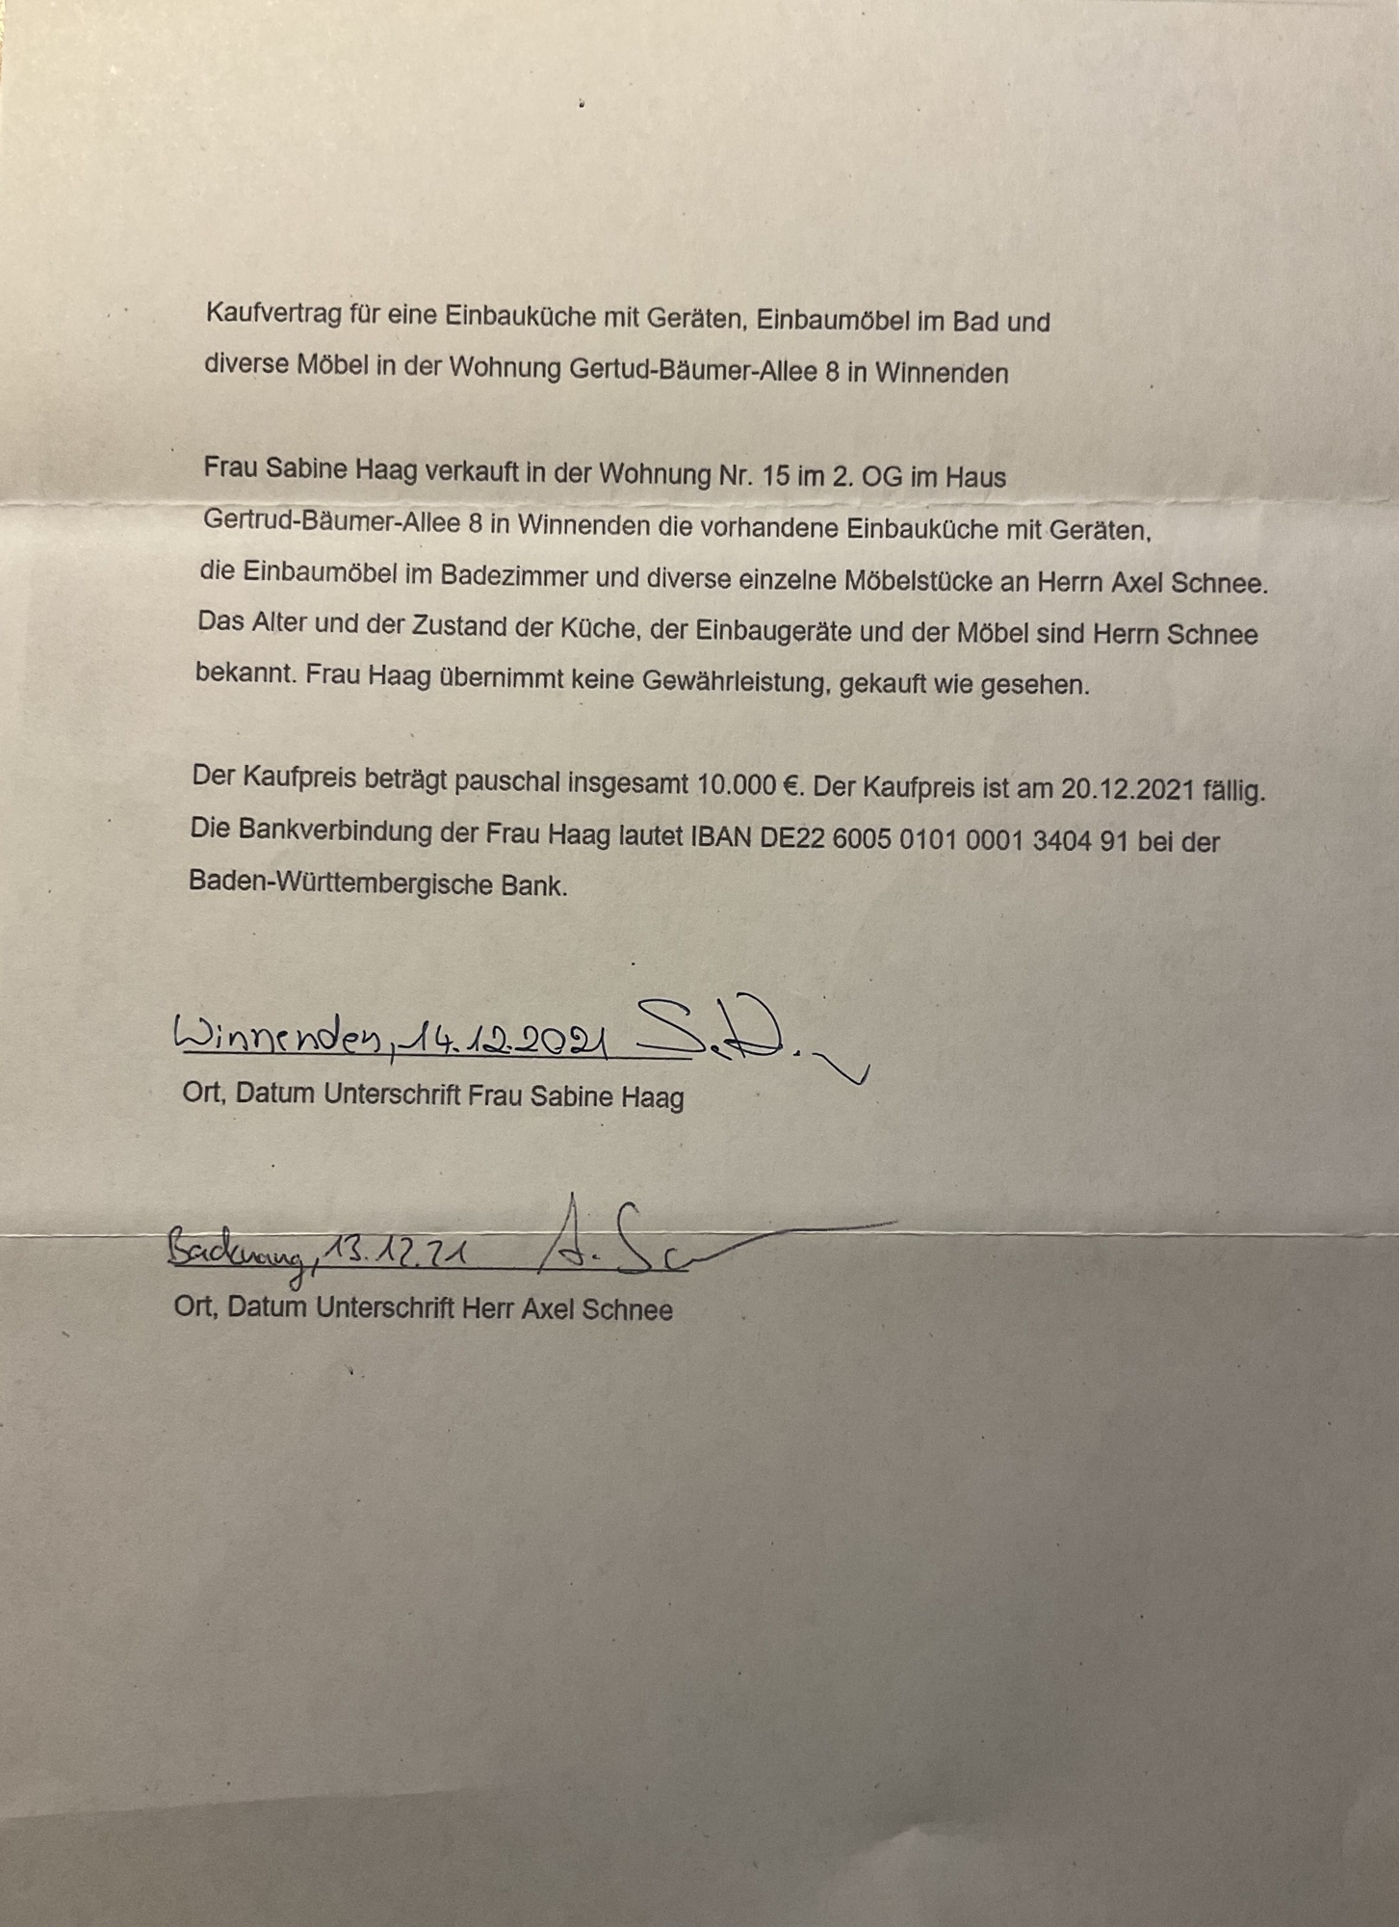 Kaufvertrag für eine Einbauküche mit Geräten, Einbaumöbel im Bad und
diverse Möbel in der Wohnung Gertud-Bäumer-Allee 8 in Winnenden
Frau Sabine Haag verkauft in der Wohnung Nr. 15 im 2. OG im Haus
Gertrud-Bäumer-Allee 8 in Winnenden die vorhandene Einbauküche mit Geräten,
die Einbaumöbel im Badezimmer und diverse einzelne Möbelstücke an Herrn Axel Schnee.
Das Alter und der Zustand der Küche, der Einbaugeräte und der Möbel sind Herrn Schnee
bekannt. Frau Haag übernimmt keine Gewährleistung, gekauft wie gesehen.
Der Kaufpreis beträgt pauschal insgesamt 10.000 €. Der Kaufpreis ist am 20.12.2021 fällig.
Die Bankverbindung der Frau Haag lautet IBAN DE22 6005 0101 0001 3404 91 bei der
Baden-Württembergische Bank.
Winnenden, 14.12.2021
Ort, Datum Unterschrift Frau Sabine Haag
Backnang, 13.12.21
Ort, Datum Unterschrift Herr Axel Schnee